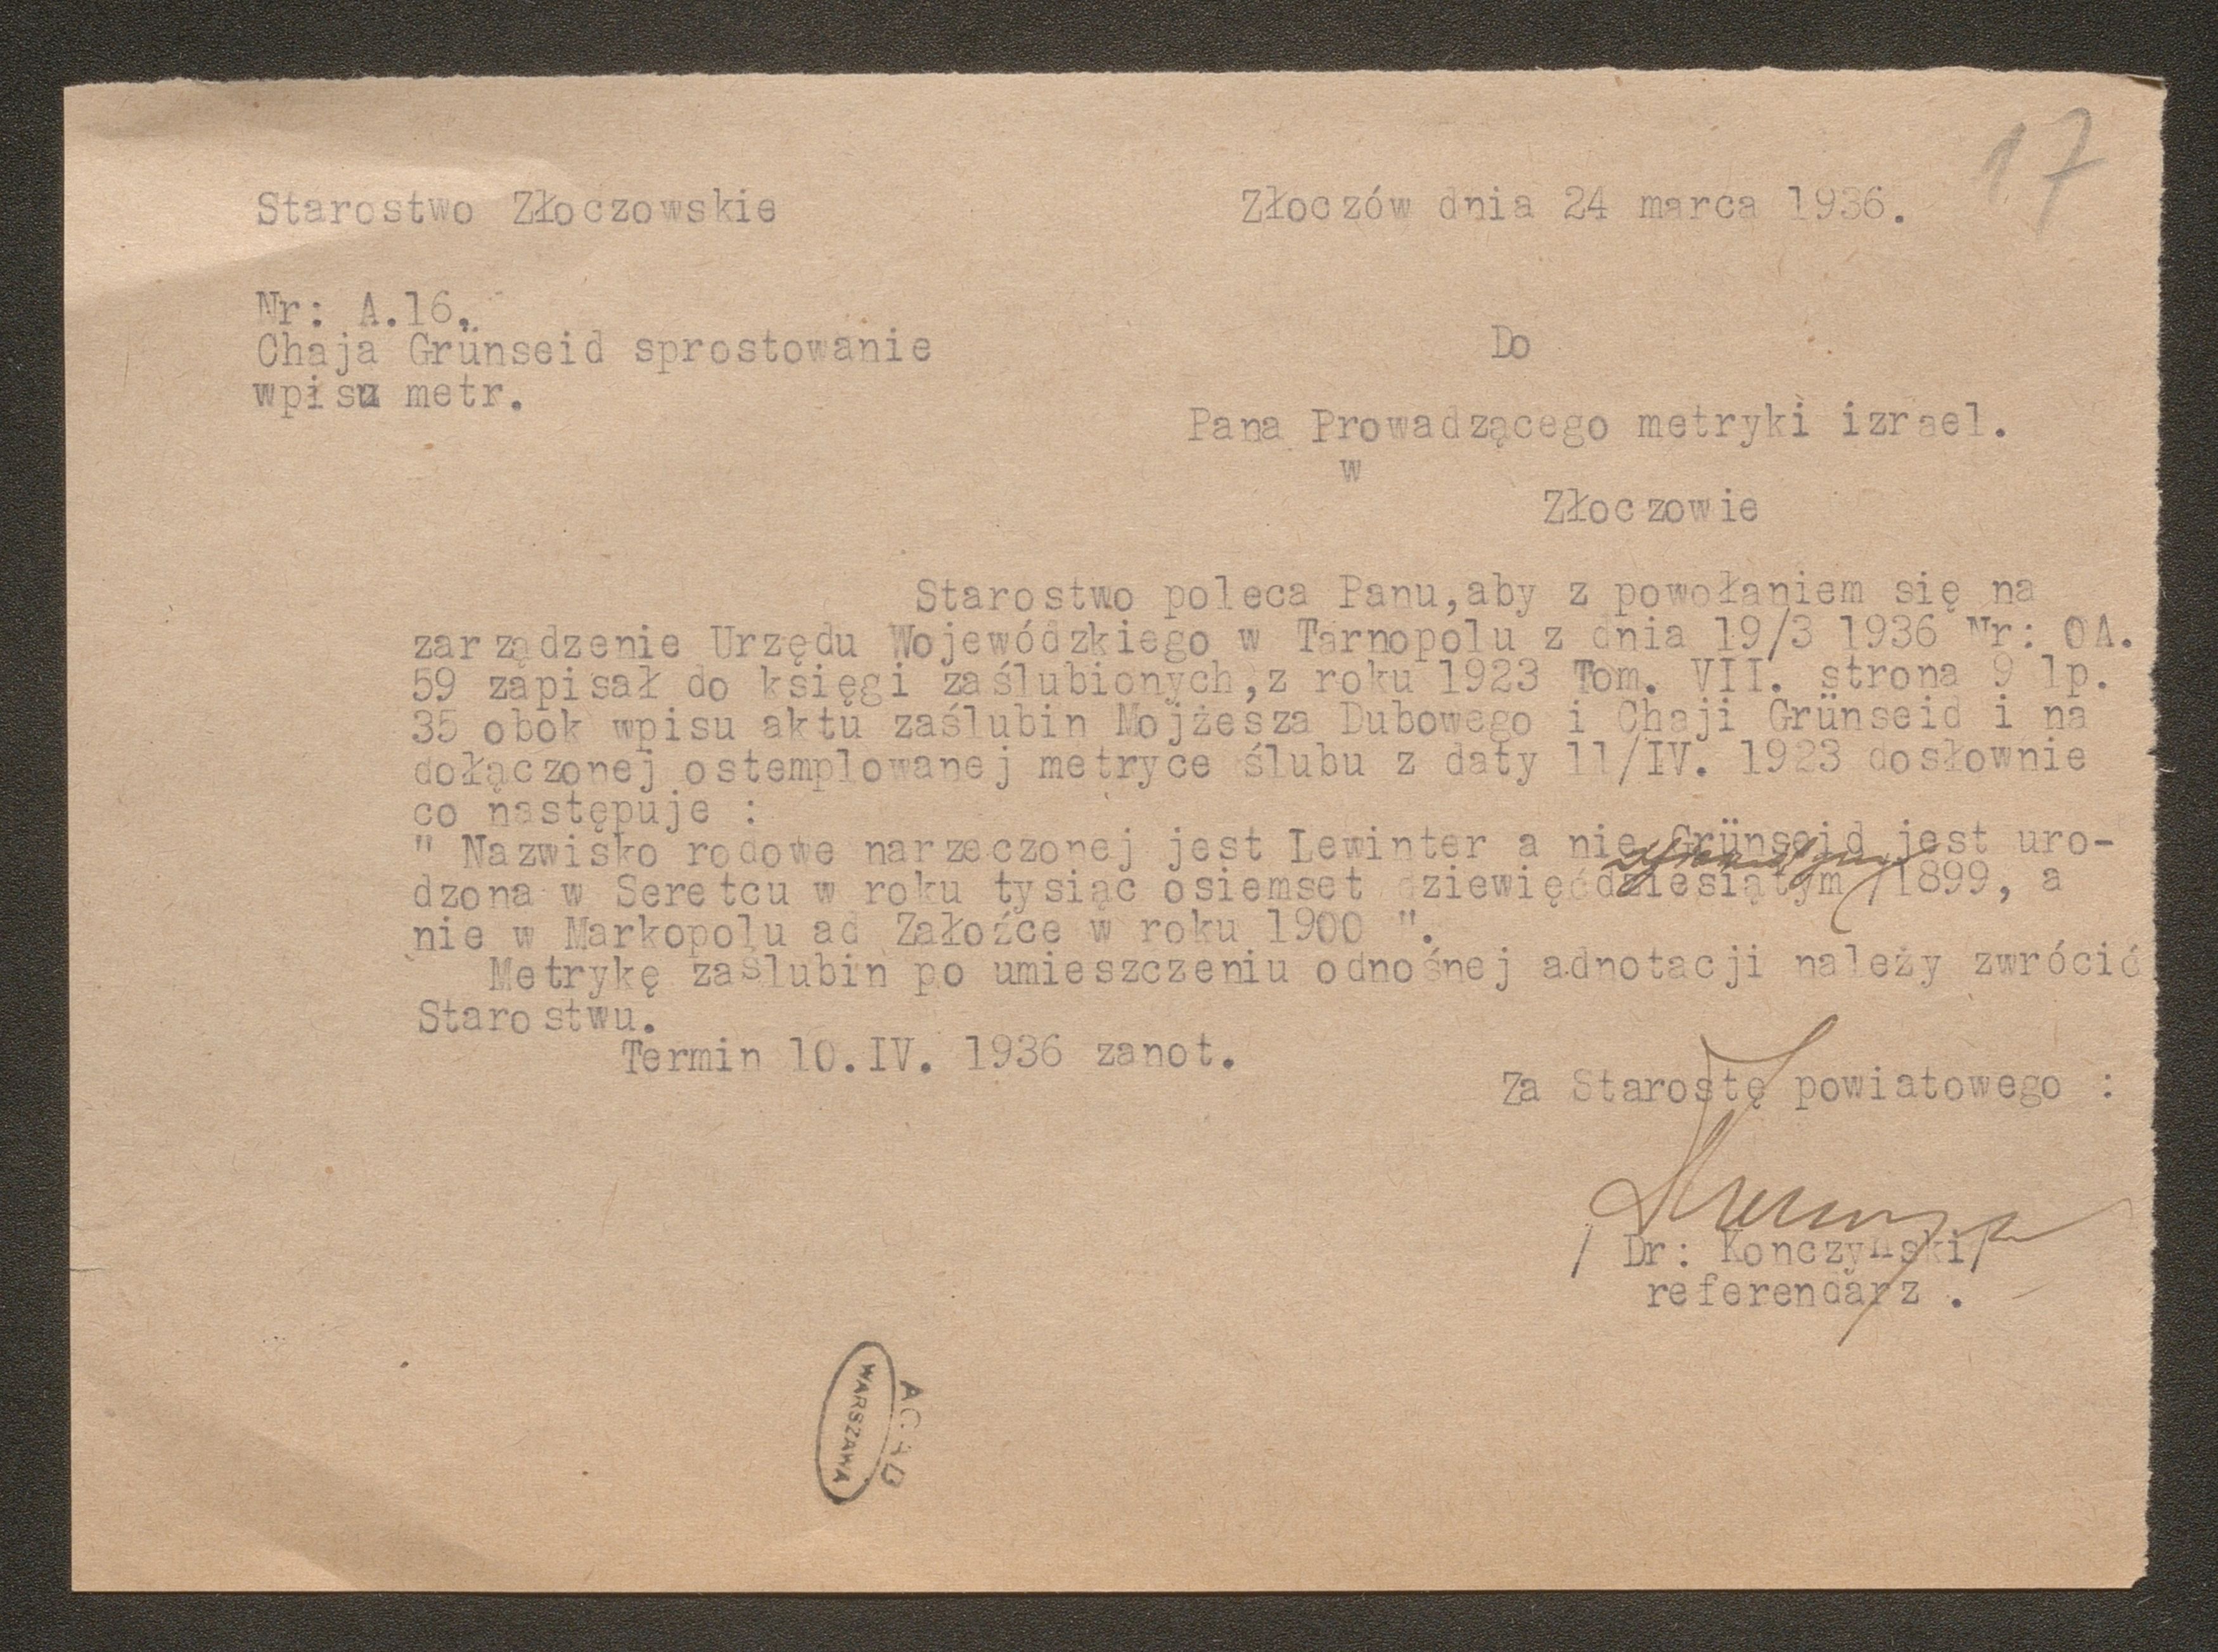 17
Starostwo Złoczowskie
Złoczów dnia 24 marca 1936.
Nr: A.16.
Chaja Grünseid sprostowanie
wpisu metr.
Do
Pana Prowadzącego metryki izrael.
w
Złoczowie
Starostwo poleca Panu,aby z powołaniem się na
zarządzenie Urzędu Wojewódzkiego w Tarnopolu z dnia 19/3 1936 Nr: OA.
59 zapisał do księgi zaślubionych,z roku 1923 Tom. VII. strona 9 lp.
35 obok wpisu aktu zaślubin Mojżesza Dubowego i Chaji Grünseid i na
dołączonej ostemplowanej metryce ślubu z daty 11/IV. 1923 dosłownie
co następuje :
" Nazwisko rodowe narzeczonej jest Lewinter a nie Grünseid jest uro-
dzona w Seretcu w roku tysiąc osiemset dziewięćdziesiątym /1899, a
nie w Markopolu ad Załoźce w roku 1900 ".
Metrykę zaślubin po umieszczeniu odnośnej adnotacji należy zwrócić
Starostwu.
Termin 10.IV. 1936 zanot.
Za Starostę powiatowego :
/ Dr: Konczyński/
referendarz .
AGAD
WARSZAWA